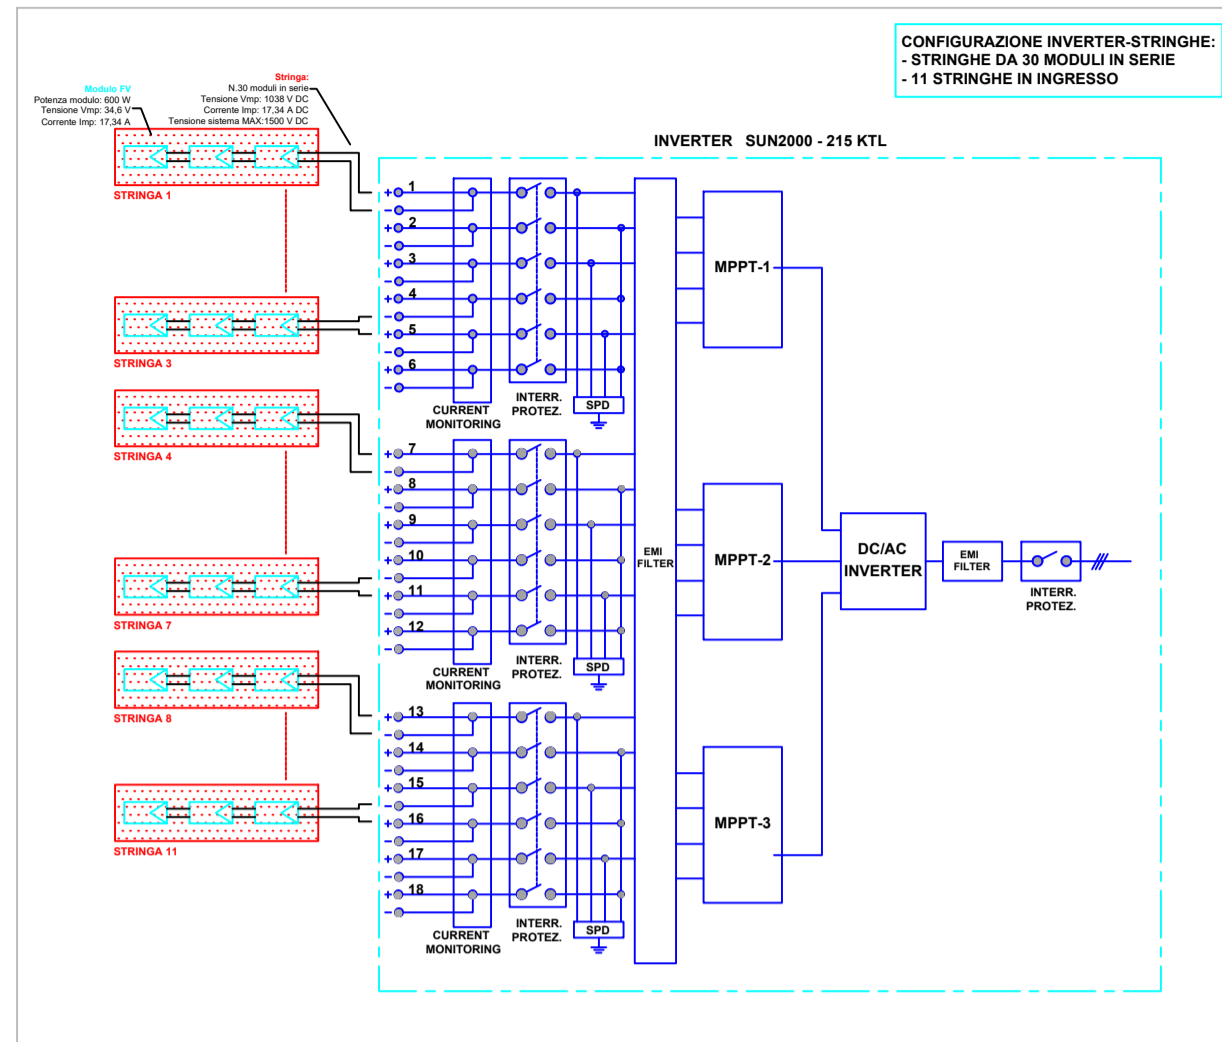 CONFIGURAZIONE INVERTER-STRINGHE:
- STRINGHE DA 30 MODULI IN SERIE
- 11 STRINGHE IN INGRESSO
Modulo FV
Potenza modulo: 600 W
Tensione Vmp: 34,6 V
Corrente Imp: 17,34 A
Stringa:
N.30 moduli in serie
Tensione Vmp: 1038 V DC
Corrente Imp: 17,34 A DC
Tensione sistema MAX:1500 V DC
INVERTER SUN2000 - 215 KTL
STRINGA 1
STRINGA 3
STRINGA 4
STRINGA 7
STRINGA 8
STRINGA 11
+ 1
-
+ 2
-
+ 3
-
+ 4
-
+ 5
-
+ 6
-
CURRENT
MONITORING
INTERR.
PROTEZ.
SPD
+ 7
-
+ 8
-
+ 9
-
+ 10
-
+ 11
-
+ 12
-
CURRENT
MONITORING
INTERR.
PROTEZ.
SPD
+ 13
-
+ 14
-
+ 15
-
+ 16
-
+ 17
-
+ 18
-
CURRENT
MONITORING
INTERR.
PROTEZ.
SPD
EMI
FILTER
MPPT-1
MPPT-2
MPPT-3
DC/AC
INVERTER
EMI
FILTER
INTERR.
PROTEZ.